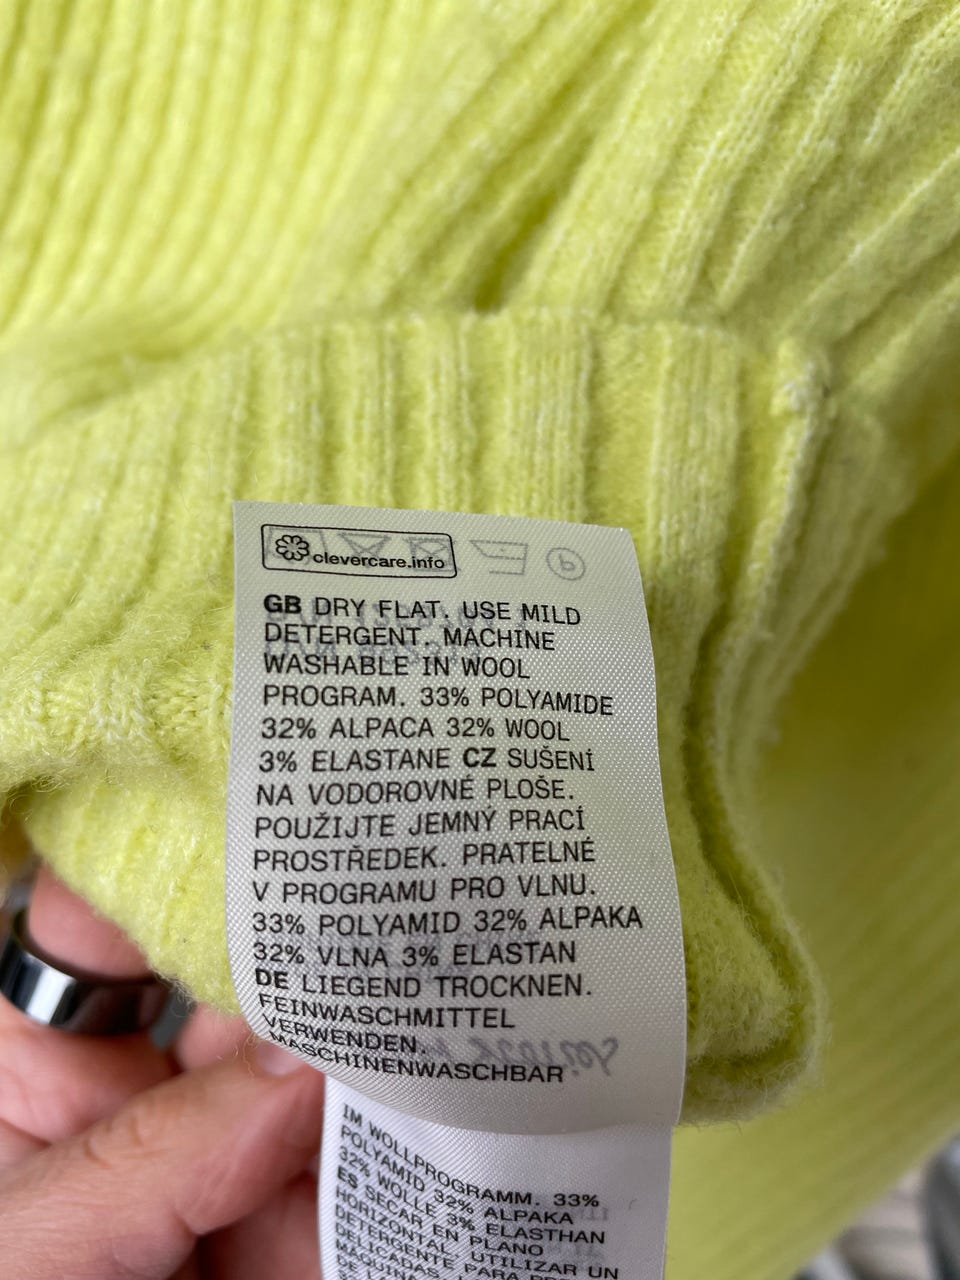 clevercare.info
GB DRY FLAT. USE MILD
DETERGENT. MACHINE
WASHABLE IN WOOL
PROGRAM. 33% POLYAMIDE
32% ALPACA 32% WOOL
3% ELASTANE CZ SUŠENÍ
NA VODOROVNÉ PLOŠE.
POUŽIJTE JEMNÝ PRACÍ
PROSTŘEDEK. PRATELNÉ
V PROGRAMU PRO VLNU.
33% POLYAMID 32% ALPAKA
32% VLNA 3% ELASTAN
DE LIEGEND TROCKNEN.
FEINWASCHMITTEL
VERWENDEN.
MASCHINENWASCHBAR
IM WOLLPROGRAMM. 33%
POLYAMID 32% ALPAKA
32% WOLLE 3% ELASTHAN
ES SECAR EN PLANO
HORIZONTAL. UTILIZAR UN
DETERGENTE PARA
DELICADAS.